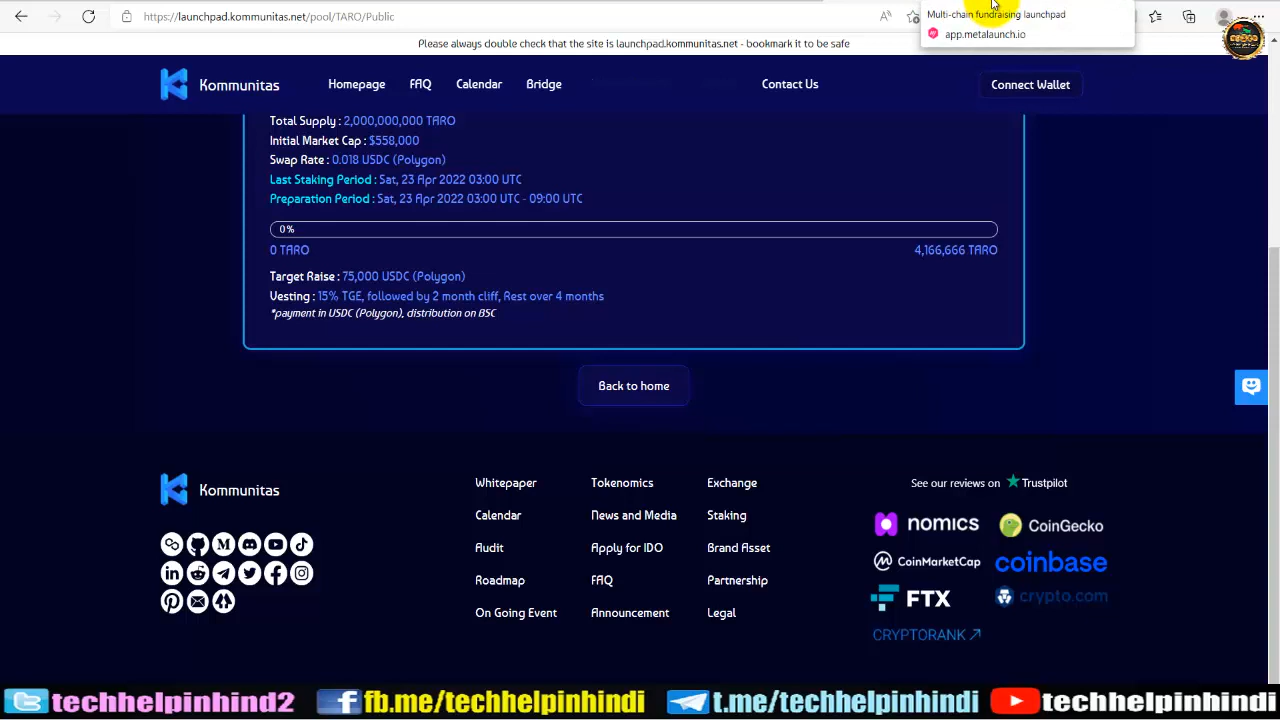 https://launchpad.kommunitas.net/pool/TARO/Public
Multi-chain fundraising launchpad
app.metalaunch.io
Please always double check that the site is launchpad.kommunitas.net - bookmark it to be safe
Kommunitas
Homepage
FAQ
Calendar
Bridge
Contact Us
Connect Wallet
Total Supply : 2,000,000,000 TARO
Initial Market Cap : $558,000
Swap Rate : 0.018 USDC (Polygon)
Last Staking Period : Sat, 23 Apr 2022 03:00 UTC
Preparation Period : Sat, 23 Apr 2022 03:00 UTC - 09:00 UTC
0%
0 TARO
4,166,666 TARO
Target Raise : 75,000 USDC (Polygon)
Vesting : 15% TGE, followed by 2 month cliff, Rest over 4 months
*payment in USDC (Polygon), distribution on BSC
Back to home
Kommunitas
Whitepaper
Tokenomics
Exchange
Calendar
News and Media
Staking
Audit
Apply for IDO
Brand Asset
Roadmap
FAQ
Partnership
On Going Event
Announcement
Legal
See our reviews on Trustpilot
nomics
CoinGecko
CoinMarketCap
coinbase
FTX
crypto.com
CRYPTORANK
techhelpinhindi2
fb.me/techhelpinhindi
t.me/techhelpinhindi
techhelpinhindi